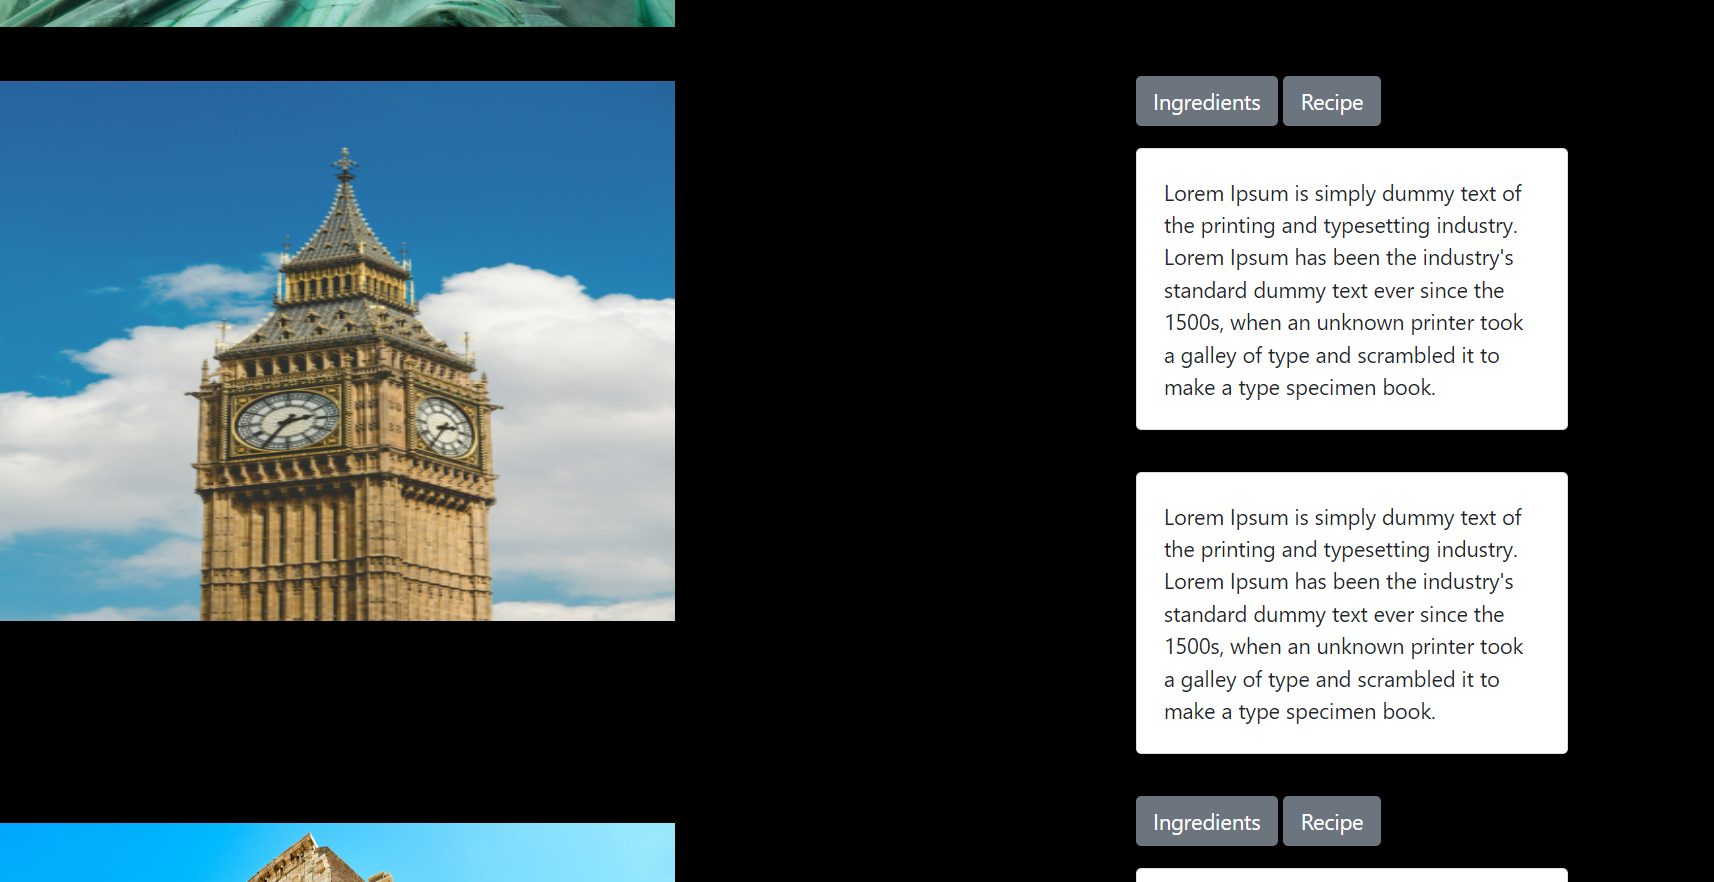 Ingredients Recipe
Lorem Ipsum is simply dummy text of
the printing and typesetting industry.
Lorem Ipsum has been the industry's
standard dummy text ever since the
1500s, when an unknown printer took
a galley of type and scrambled it to
make a type specimen book.
Lorem Ipsum is simply dummy text of
the printing and typesetting industry.
Lorem Ipsum has been the industry's
standard dummy text ever since the
1500s, when an unknown printer took
a galley of type and scrambled it to
make a type specimen book.
Ingredients Recipe